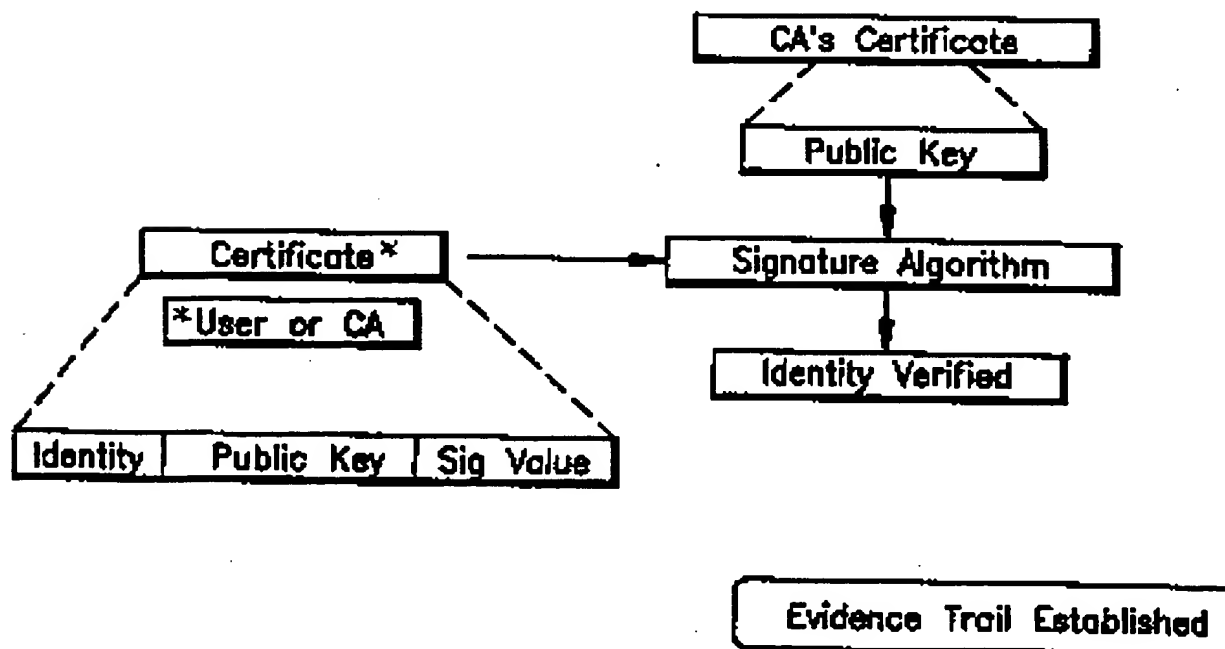 CA's Certificate
Public Key
Certificate*
Signature Algorithm
*User or CA
Identity Verified
Identity Public Key Sig Value
Evidence Trail Established